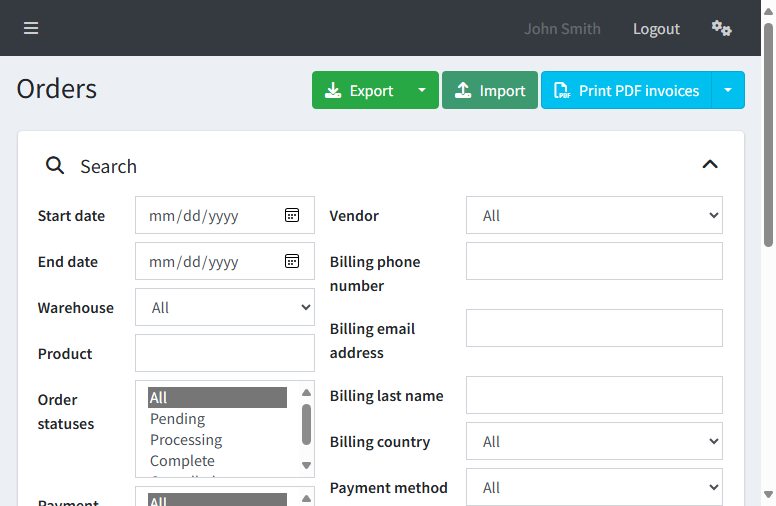 John Smith Logout
Orders
Export Import Print PDF invoices
Search
Start date mm/dd/yyyy Vendor All
End date mm/dd/yyyy Billing phone number
Warehouse All
Product Billing email address
Order statuses All
Pending
Processing
Complete
Billing last name
Billing country All
Payment method All
Payment All